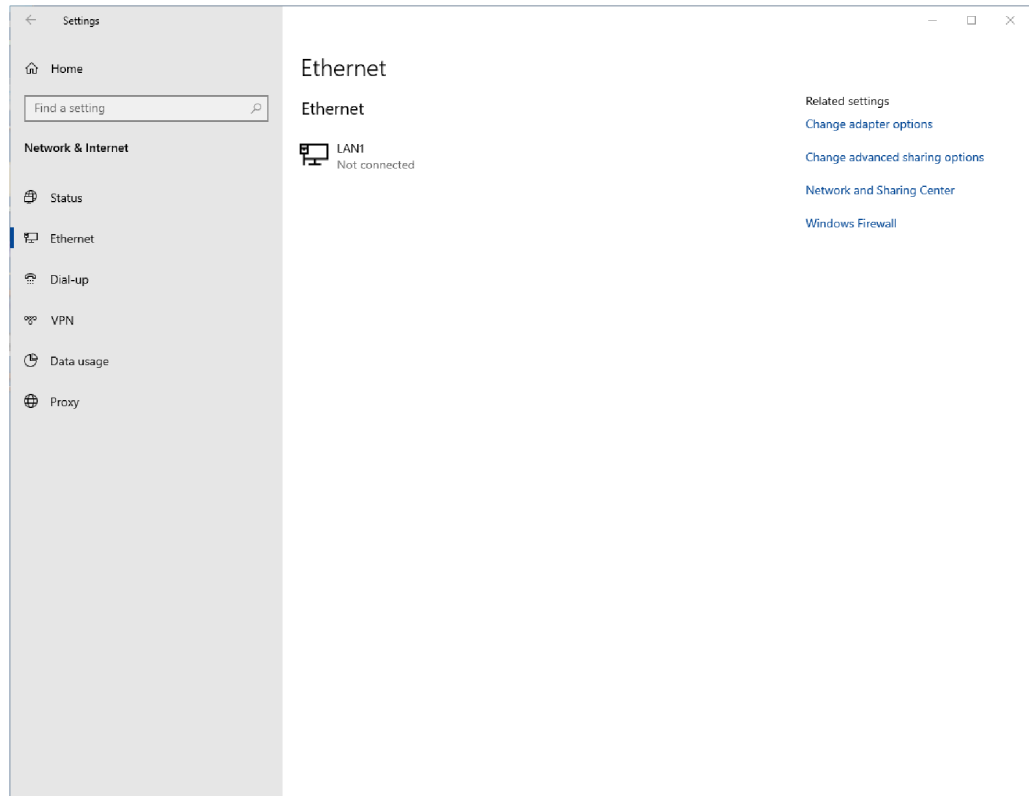 Settings
Home
Find a setting
Network & Internet
Status
Ethernet
Dial-up
VPN
Data usage
Proxy
Ethernet
Ethernet
LAN1
Not connected
Related settings
Change adapter options
Change advanced sharing options
Network and Sharing Center
Windows Firewall